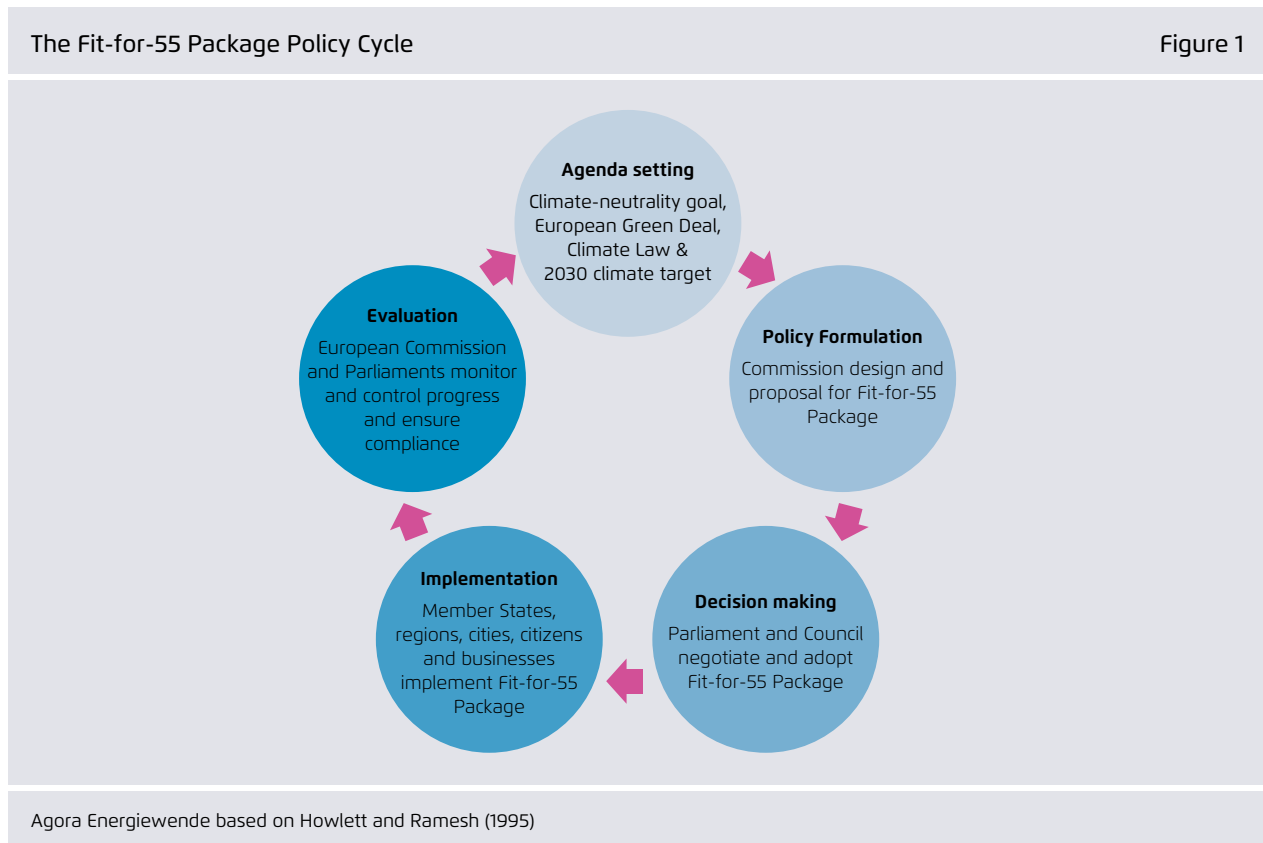 The Fit-for-55 Package Policy Cycle
Figure 1
Agenda setting
Climate-neutrality goal,
European Green Deal,
Climate Law &
2030 climate target
Policy Formulation
Commission design and
proposal for Fit-for-55
Package
Decision making
Parliament and Council
negotiate and adopt
Fit-for-55 Package
Implementation
Member States,
regions, cities, citizens
and businesses
implement Fit-for-55
Package
Evaluation
European Commission
and Parliaments monitor
and control progress
and ensure
compliance
Agora Energiewende based on Howlett and Ramesh (1995)